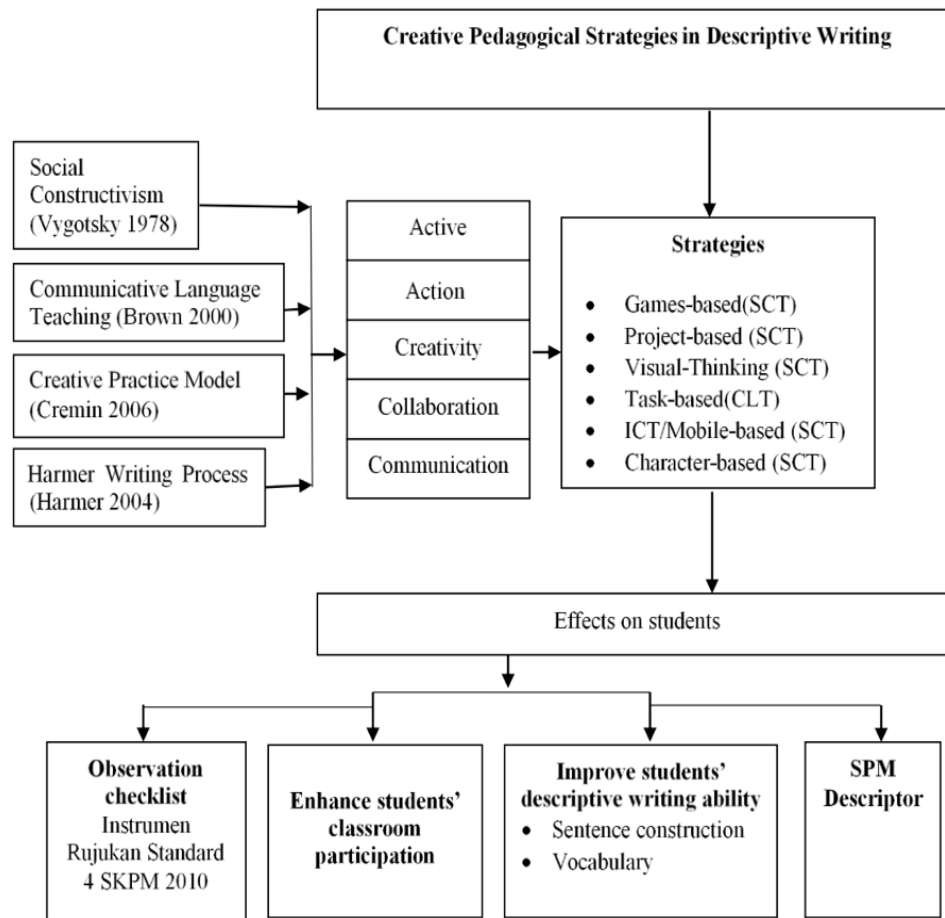 Creative Pedagogical Strategies in Descriptive Writing
Social
Constructivism
(Vygotsky 1978)
Communicative Language
Teaching (Brown 2000)
Creative Practice Model
(Cremin 2006)
Harmer Writing Process
(Harmer 2004)
Active
Action
Creativity
Collaboration
Communication
Strategies
• Games-based(SCT)
• Project-based (SCT)
• Visual-Thinking (SCT)
• Task-based(CLT)
• ICT/Mobile-based (SCT)
• Character-based (SCT)
Effects on students
Observation
checklist
Instrumen
Rujukan Standard
4 SKPM 2010
Enhance students'
classroom
participation
Improve students'
descriptive writing ability
• Sentence construction
• Vocabulary
SPM
Descriptor